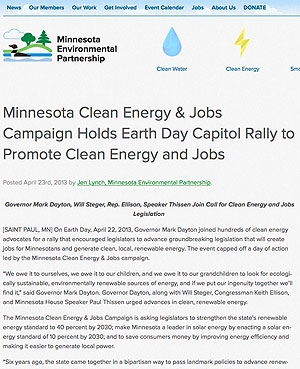 News Our Members Our Work Get Involved Event Calendar Jobs About Us DONATE
Minnesota
Environmental
Partnership
Clean Water Clean Energy Smo
Minnesota Clean Energy & Jobs
Campaign Holds Earth Day Capitol Rally to
Promote Clean Energy and Jobs
Posted April 23rd, 2013 by Jen Lynch, Minnesota Environmental Partnership.
Governor Mark Dayton, Will Steger, Rep. Ellison, Speaker Thissen Join Call for Clean Energy and Jobs
Legislation
[SAINT PAUL, MN] On Earth Day, April 22, 2013, Governor Mark Dayton joined hundreds of clean energy
advocates for a rally that encouraged legislators to advance groundbreaking legislation that will create
jobs for Minnesotans and generate clean, local, renewable energy. The event capped off a day of action
led by the Minnesota Clean Energy & Jobs campaign.
"We owe it to ourselves, we owe it to our children, and we owe it to our grandchildren to look for ecologi-
cally sustainable, environmentally renewable sources of energy, and if we put our ingenuity together we'll
find it," said Governor Mark Dayton. Governor Dayton, along with Will Steger, Congressman Keith Ellison,
and Minnesota House Speaker Paul Thissen urged advances in clean, renewable energy.
The Minnesota Clean Energy & Jobs Campaign is asking legislators to strengthen the state's renewable
energy standard to 40 percent by 2030; make Minnesota a leader in solar energy by enacting a solar en-
ergy standard of 10 percent by 2030; and to save consumers money by improving energy efficiency and
making it easier to generate local power.
"Six years ago, the state came together in a bipartisan way to pass landmark policies to advance renew-